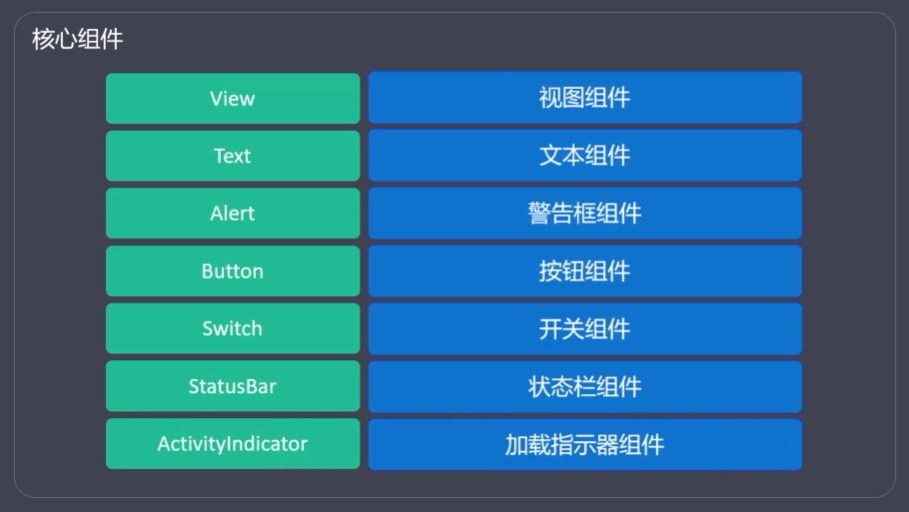 核心组件
View 视图组件
Text 文本组件
Alert 警告框组件
Button 按钮组件
Switch 开关组件
StatusBar 状态栏组件
ActivityIndicator 加载指示器组件